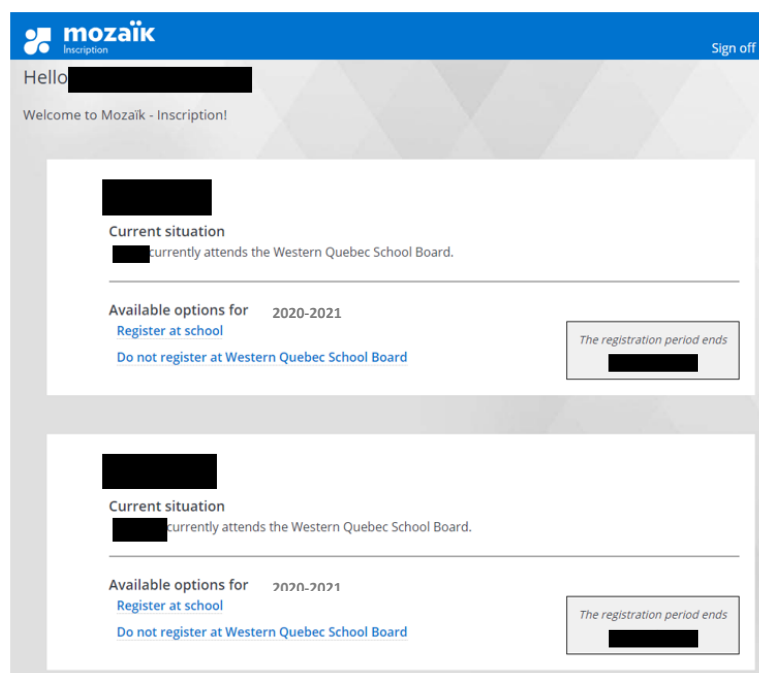 mozaïk
Inscription
Sign off
Hello
Welcome to Mozaïk - Inscription!
Current situation
currently attends the Western Quebec School Board.
Available options for 2020-2021
Register at school
Do not register at Western Quebec School Board
The registration period ends
Current situation
currently attends the Western Quebec School Board.
Available options for 2020-2021
Register at school
Do not register at Western Quebec School Board
The registration period ends